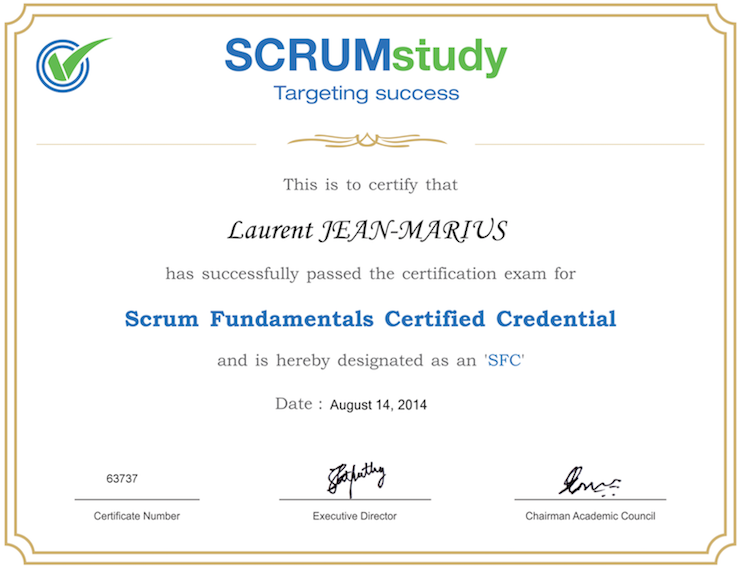 SCRUMstudy
Targeting success
This is to certify that
Laurent JEAN-MARIUS
has successfully passed the certification exam for
Scrum Fundamentals Certified Credential
and is hereby designated as an 'SFC'
Date : August 14, 2014
63737
Certificate Number
Executive Director
Chairman Academic Council